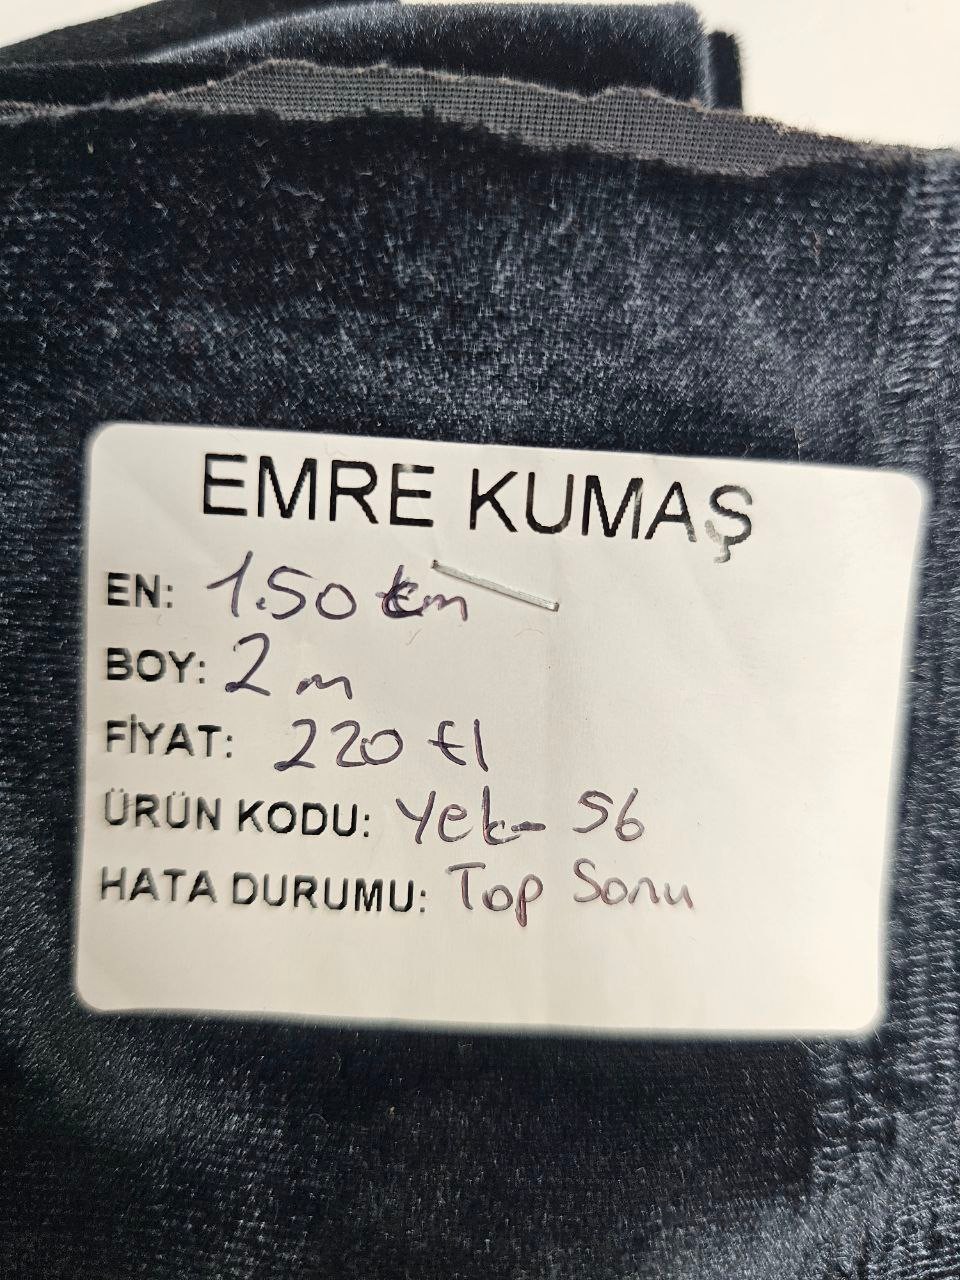 EMRE KUMAŞ
EN: 1.50 cm
BOY: 2 m
FİYAT: 220 tl
ÜRÜN KODU: Yek-56
HATA DURUMU: Top Sonu